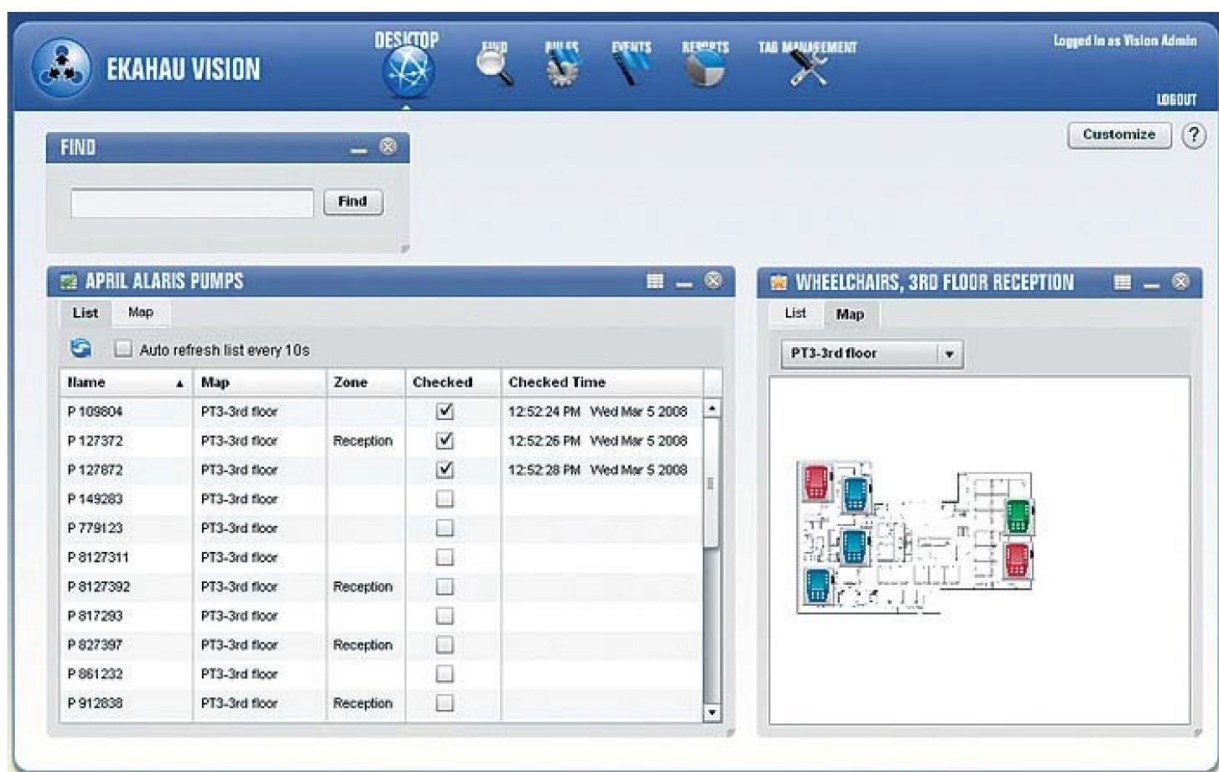 DESKTOP FIND RULES EVENTS REPORTS TAG MANAGEMENT Logged in as Vision Admin
EKAHAU VISION
LOGOUT
Customize ?
FIND
Find
APRIL ALARIS PUMPS
List Map
Auto refresh list every 10s
Name Map Zone Checked Checked Time
P 109804 PT3-3rd floor 12:52:24 PM Wed Mar 5 2008
P 127372 PT3-3rd floor Reception 12:52:26 PM Wed Mar 5 2008
P 127872 PT3-3rd floor 12:52:28 PM Wed Mar 5 2008
P 149283 PT3-3rd floor
P 779123 PT3-3rd floor
P 8127311 PT3-3rd floor
P 8127392 PT3-3rd floor Reception
P 817293 PT3-3rd floor
P 827397 PT3-3rd floor Reception
P 861232 PT3-3rd floor
P 912838 PT3-3rd floor Reception
WHEELCHAIRS, 3RD FLOOR RECEPTION
List Map
PT3-3rd floor